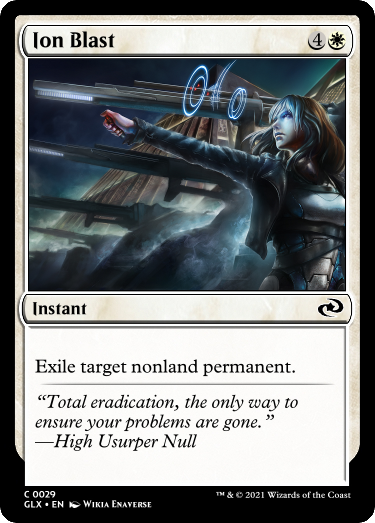 Ion Blast 4
Instant
Exile target nonland permanent.
“Total eradication, the only way to
ensure your problems are gone.”
—High Usurper Null
C 0029
GLX • EN Wikia Enaverse
™ & © 2021 Wizards of the Coast